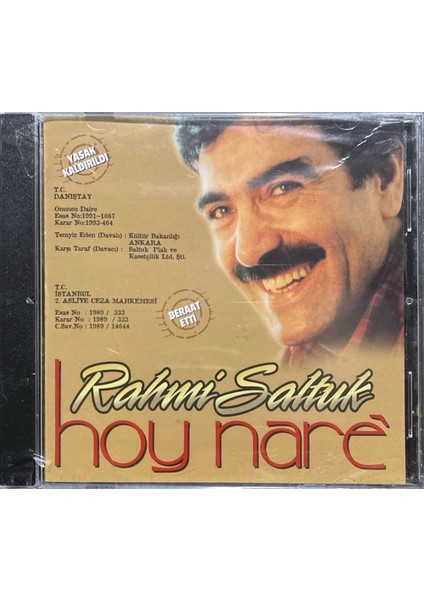 YASAK
KALDIRILDI
T.C.
DANIŞTAY
Onuncu Daire
Esas No:1991-1087
Karar No:1993-464
Temyiz Eden (Davalı) : Kültür Bakanlığı
ANKARA
Karşı Taraf (Davacı) : Saltuk Plak ve
Kasetçilik Ltd. Şti.
T.C.
İSTANBUL
2. ASLİYE CEZA MAHKEMESİ
Esas No : 1989 / 333
Karar No : 1989 / 333
C.Sav.No : 1989 / 14644
BERAAT
ETTİ
Rahmi Saltuk
hoy narè